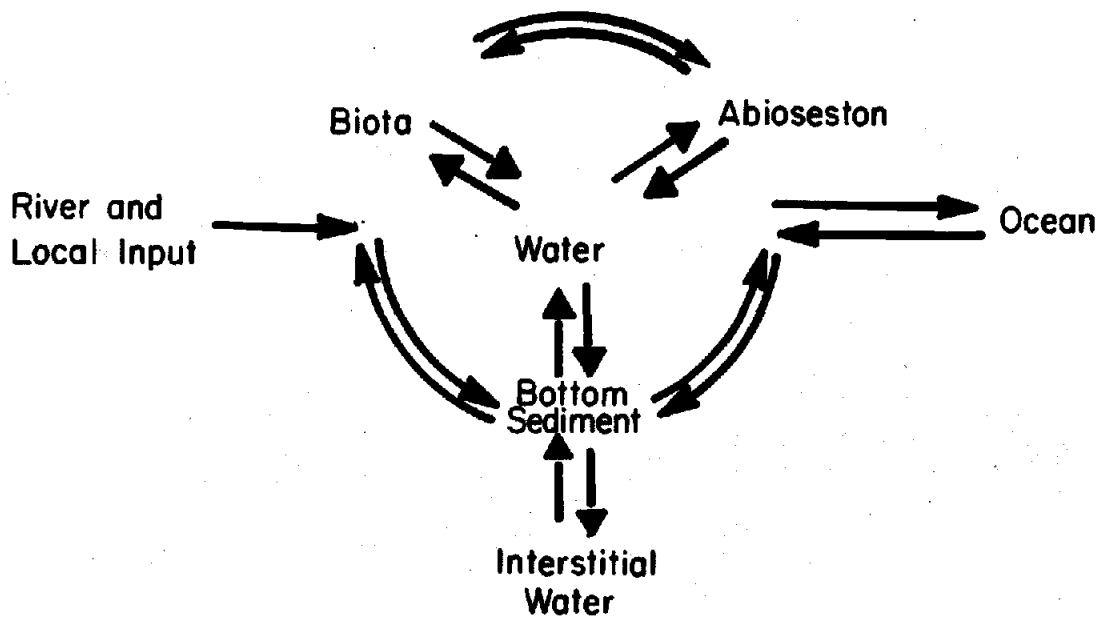 Biota
Abioseston
River and
Local Input
Ocean
Water
Bottom
Sediment
Interstitial
Water